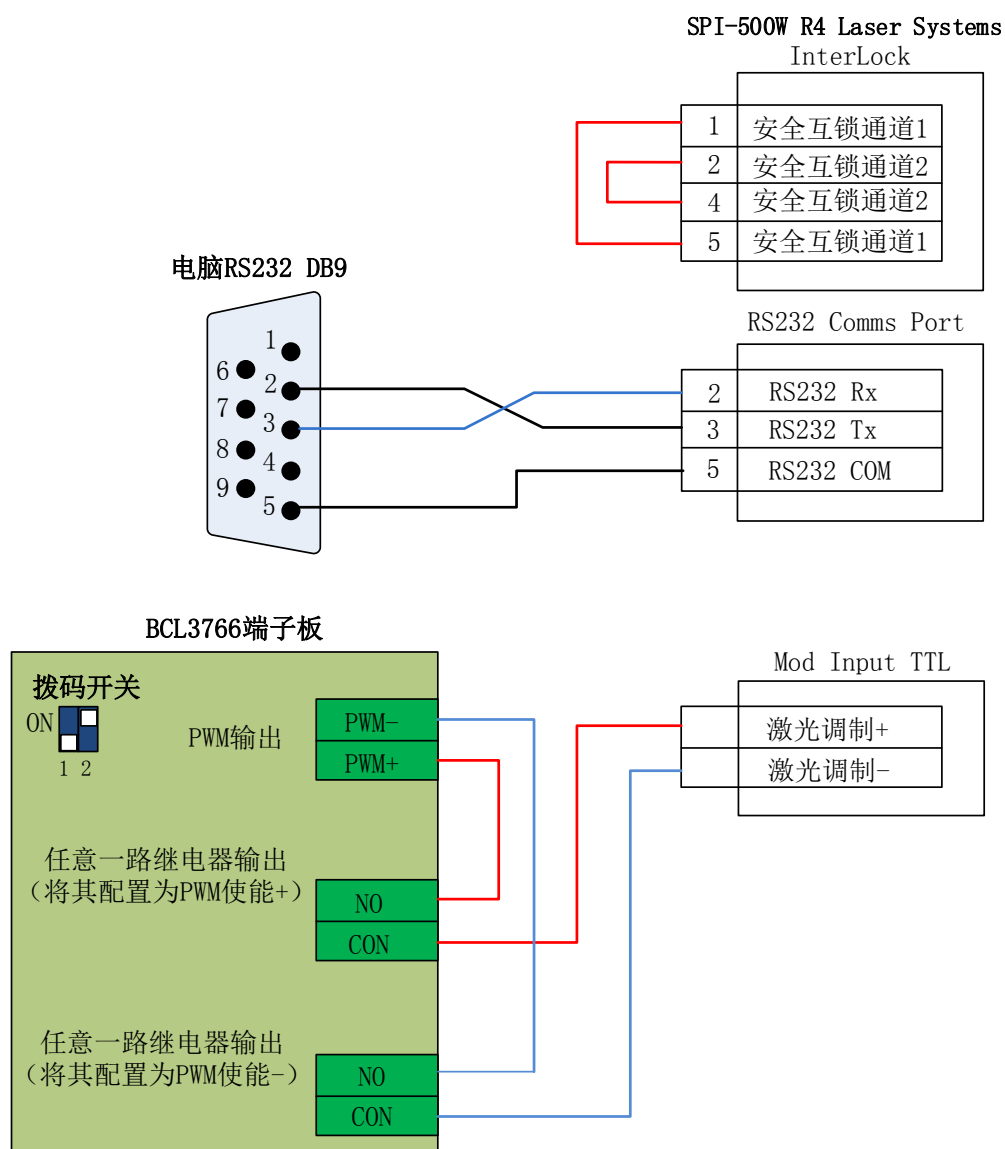 SPI-500W R4 Laser Systems
InterLock
1 安全互锁通道1
2 安全互锁通道2
4 安全互锁通道2
5 安全互锁通道1
电脑RS232 DB9
1
6
2
7
3
8
4
9
5
RS232 Comms Port
2 RS232 Rx
3 RS232 Tx
5 RS232 COM
BCL3766端子板
拨码开关
ON
1 2
PWM输出
PWM-
PWM+
任意一路继电器输出
（将其配置为PWM使能+）
NO
CON
任意一路继电器输出
（将其配置为PWM使能-）
NO
CON
Mod Input TTL
激光调制+
激光调制-